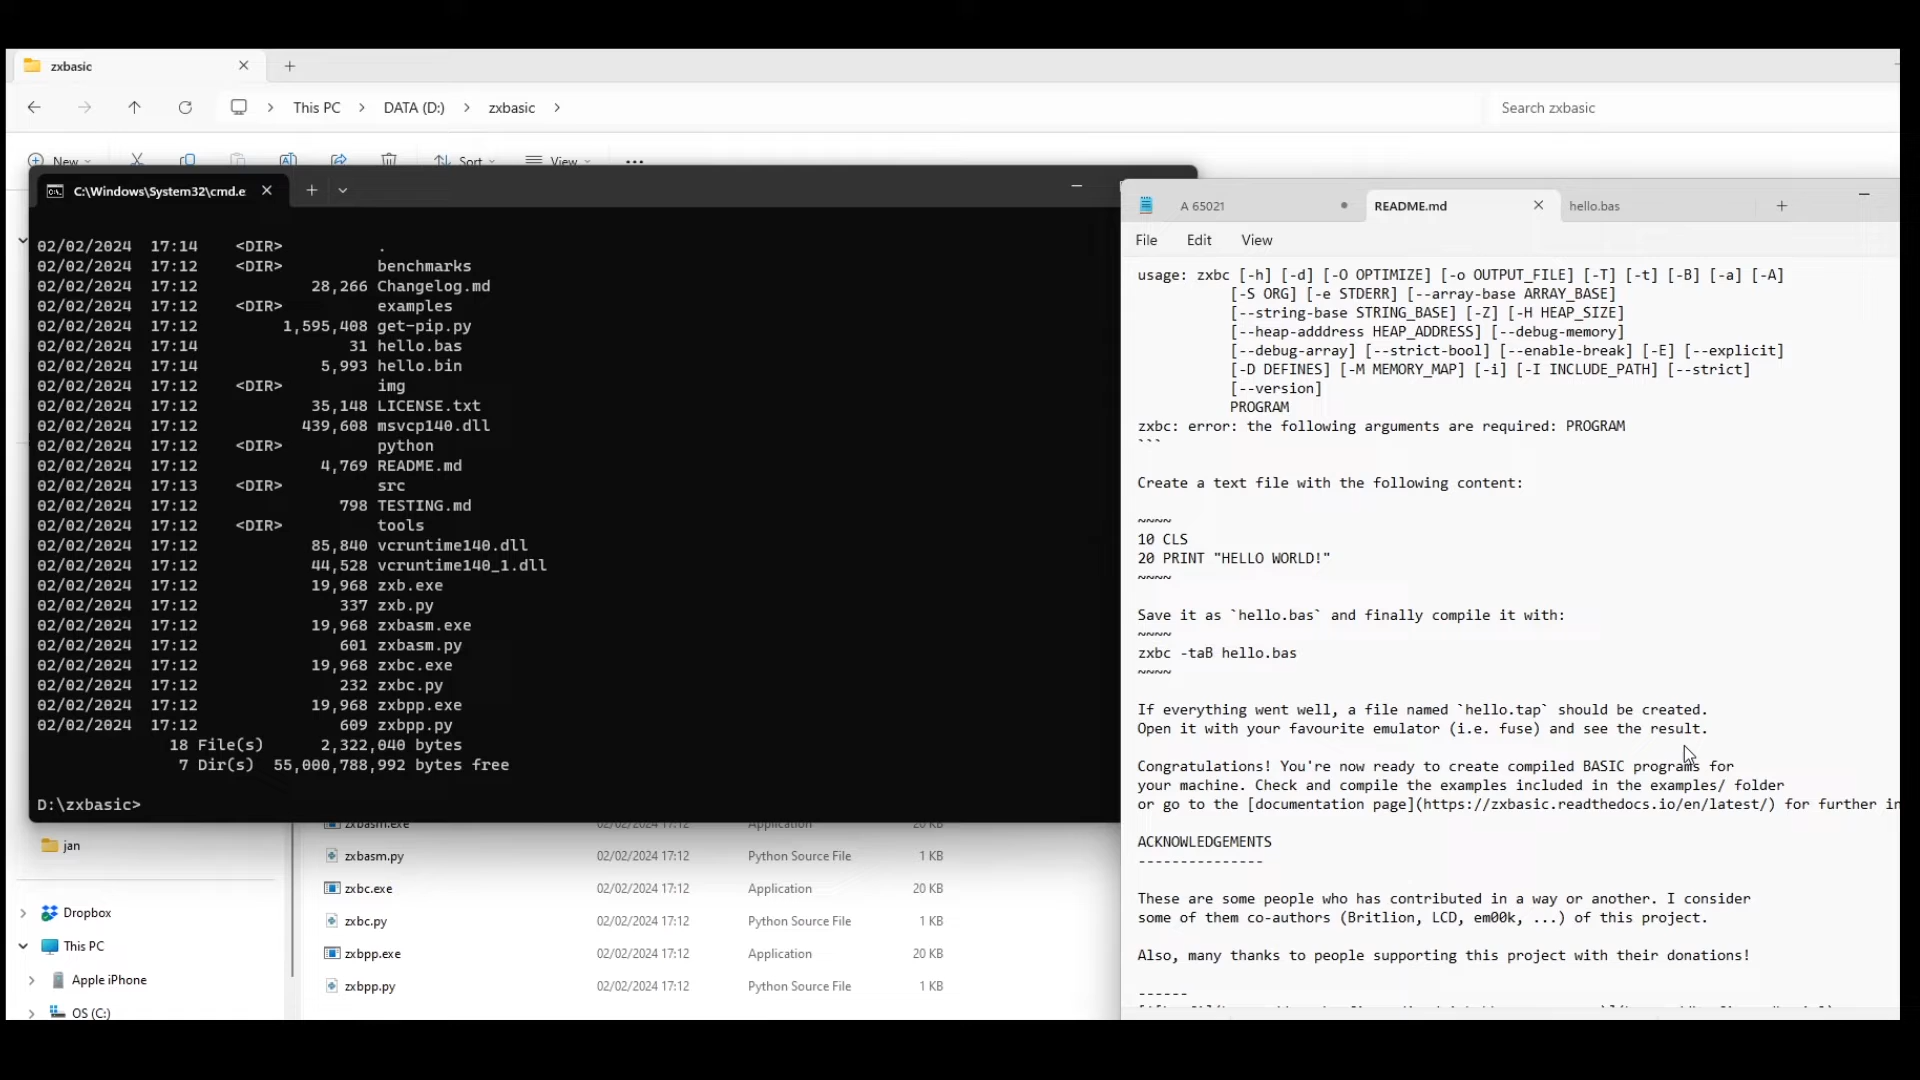 zxbasic
This PC > DATA (D:) > zxbasic >
Search zxbasic
New
Sort
View
C:\Windows\System32\cmd.e
02/02/2024  17:14    <DIR>          .
02/02/2024  17:12    <DIR>          benchmarks
02/02/2024  17:12            28,266 Changelog.md
02/02/2024  17:12    <DIR>          examples
02/02/2024  17:12         1,595,408 get-pip.py
02/02/2024  17:14                31 hello.bas
02/02/2024  17:14             5,993 hello.bin
02/02/2024  17:12    <DIR>          img
02/02/2024  17:12            35,148 LICENSE.txt
02/02/2024  17:12           439,608 msvcp140.dll
02/02/2024  17:12    <DIR>          python
02/02/2024  17:12             4,769 README.md
02/02/2024  17:13    <DIR>          src
02/02/2024  17:12               798 TESTING.md
02/02/2024  17:12    <DIR>          tools
02/02/2024  17:12            85,840 vcruntime140.dll
02/02/2024  17:12            44,528 vcruntime140_1.dll
02/02/2024  17:12            19,968 zxb.exe
02/02/2024  17:12               337 zxb.py
02/02/2024  17:12            19,968 zxbasm.exe
02/02/2024  17:12               601 zxbasm.py
02/02/2024  17:12            19,968 zxbc.exe
02/02/2024  17:12               232 zxbc.py
02/02/2024  17:12            19,968 zxbpp.exe
02/02/2024  17:12               609 zxbpp.py
18 File(s)      2,322,040 bytes
7 Dir(s)  55,000,788,992 bytes free
D:\zxbasic>
A 65021
README.md
hello.bas
File
Edit
View
usage: zxbc [-h] [-d] [-O OPTIMIZE] [-o OUTPUT_FILE] [-T] [-t] [-B] [-a] [-A]
[-S ORG] [-e STDERR] [--array-base ARRAY_BASE]
[--string-base STRING_BASE] [-Z] [-H HEAP_SIZE]
[--heap-adddress HEAP_ADDRESS] [--debug-memory]
[--debug-array] [--strict-bool] [--enable-break] [-E] [--explicit]
[-D DEFINES] [-M MEMORY_MAP] [-i] [-I INCLUDE_PATH] [--strict]
[--version]
PROGRAM
zxbc: error: the following arguments are required: PROGRAM
```
Create a text file with the following content:
~~~~
10 CLS
20 PRINT "HELLO WORLD!"
~~~~
Save it as `hello.bas` and finally compile it with:
~~~~
zxbc -taB hello.bas
~~~~
If everything went well, a file named `hello.tap` should be created.
Open it with your favourite emulator (i.e. fuse) and see the result.
Congratulations! You're now ready to create compiled BASIC programs for
your machine. Check and compile the examples included in the examples/ folder
or go to the [documentation page](https://zxbasic.readthedocs.io/en/latest/) for further in
ACKNOWLEDGEMENTS
---------------
These are some people who has contributed in a way or another. I consider
some of them co-authors (Britlion, LCD, em00k, ...) of this project.
Also, many thanks to people supporting this project with their donations!
------
jan
Dropbox
This PC
Apple iPhone
OS (C:)
zxbasm.exe 02/02/2024 17:12 Application 20 KB
zxbasm.py 02/02/2024 17:12 Python Source File 1 KB
zxbc.exe 02/02/2024 17:12 Application 20 KB
zxbc.py 02/02/2024 17:12 Python Source File 1 KB
zxbpp.exe 02/02/2024 17:12 Application 20 KB
zxbpp.py 02/02/2024 17:12 Python Source File 1 KB